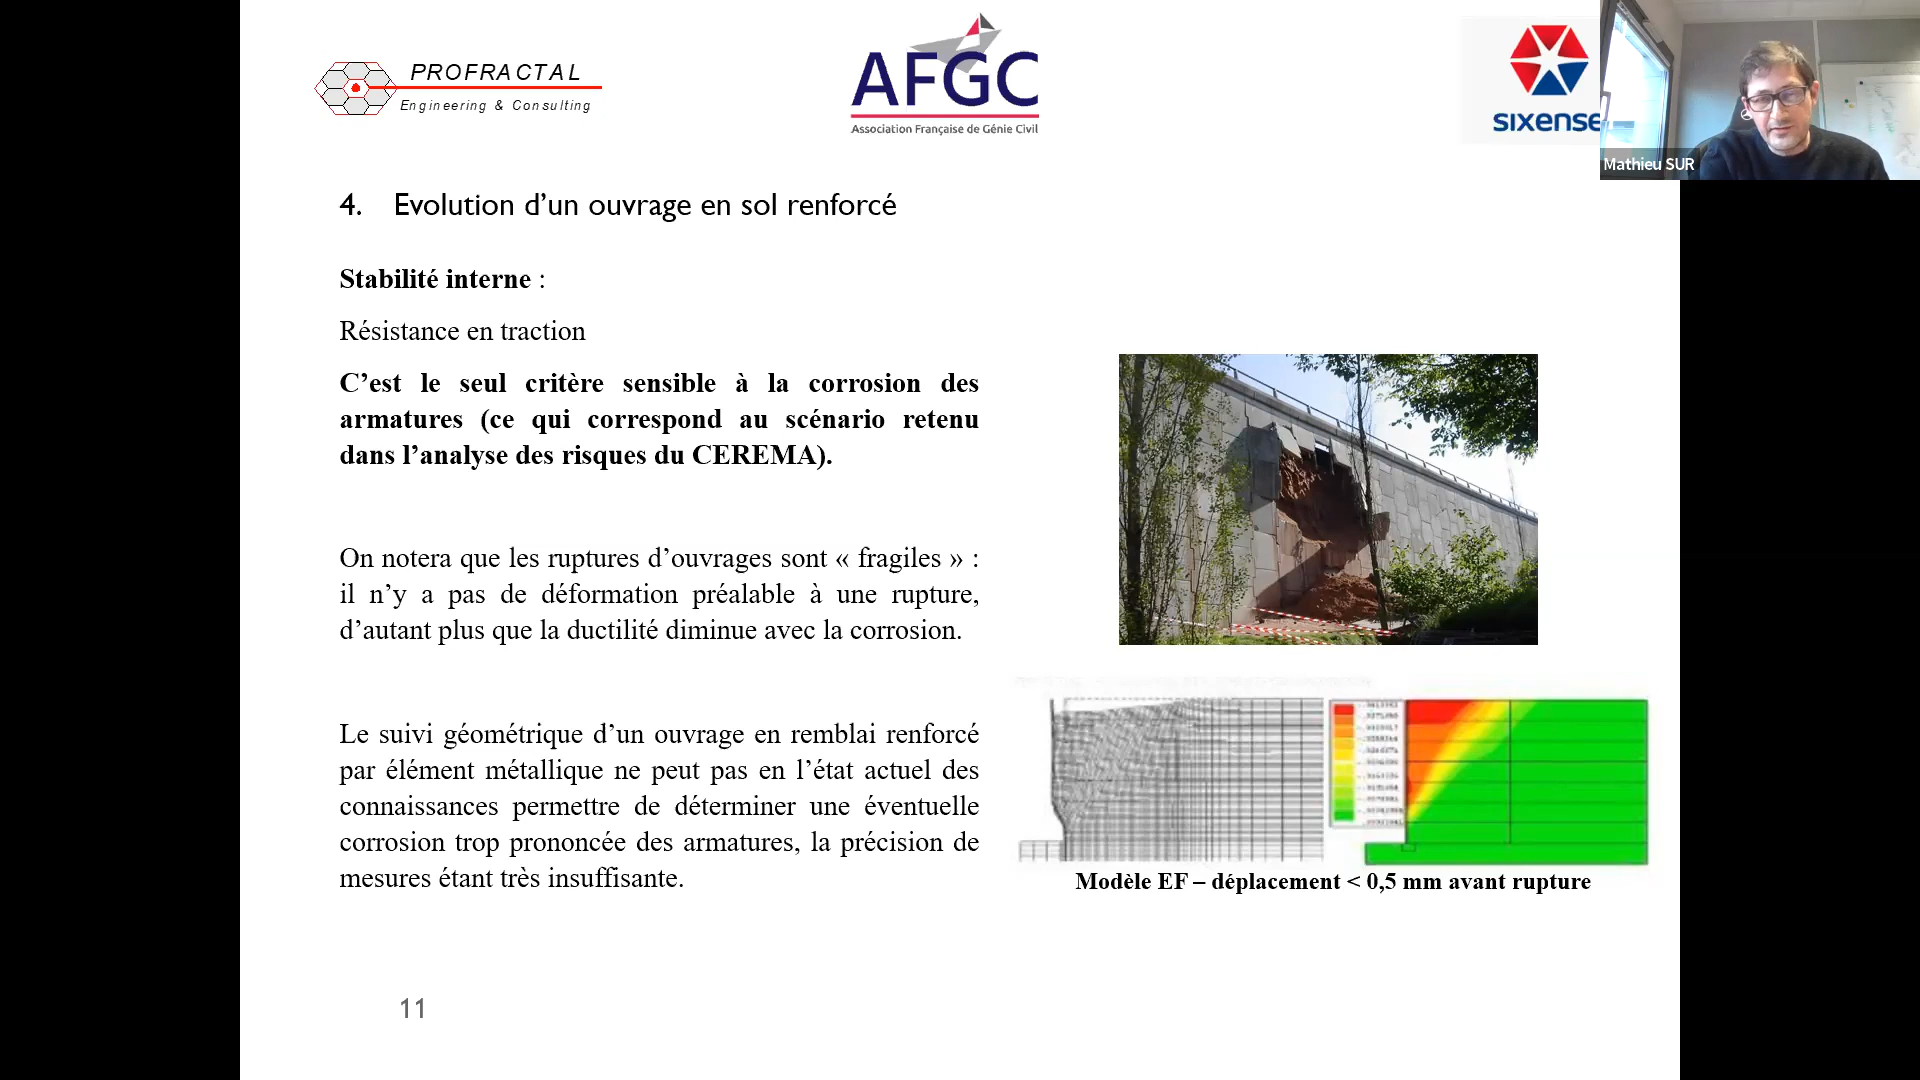 PROFRACTAL
Engineering & Consulting
AFGC
Association Française de Génie Civil
sixense
Mathieu SUR
4. Evolution d’un ouvrage en sol renforcé
Stabilité interne :
Résistance en traction
C’est le seul critère sensible à la corrosion des
armatures (ce qui correspond au scénario retenu
dans l’analyse des risques du CEREMA).
On notera que les ruptures d’ouvrages sont « fragiles » :
il n’y a pas de déformation préalable à une rupture,
d’autant plus que la ductilité diminue avec la corrosion.
Le suivi géométrique d’un ouvrage en remblai renforcé
par élément métallique ne peut pas en l’état actuel des
connaissances permettre de déterminer une éventuelle
corrosion trop prononcée des armatures, la précision de
mesures étant très insuffisante.
Modèle EF – déplacement < 0,5 mm avant rupture
11